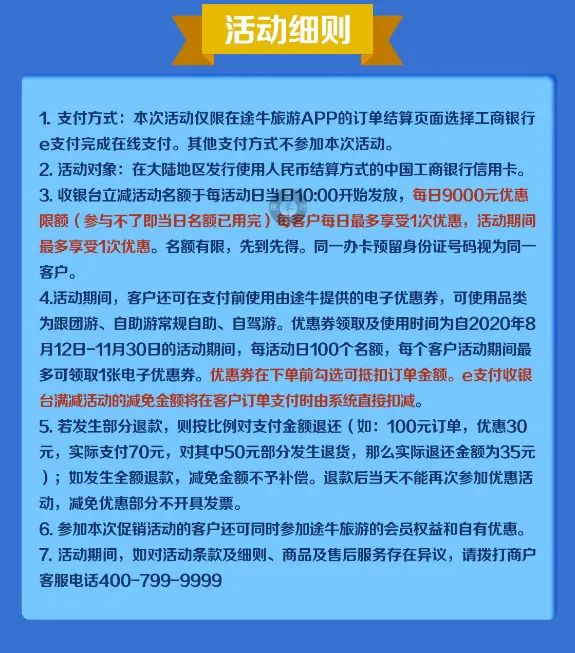 活动细则
1. 支付方式：本次活动仅限在途牛旅游APP的订单结算页面选择工商银行
e支付完成在线支付。其他支付方式不参加本次活动。
2. 活动对象：在大陆地区发行使用人民币结算方式的中国工商银行信用卡。
3. 收银台立减活动名额于每活动日当日10:00开始发放，每日9000元优惠
限额（参与不了即当日名额已用完）每客户每日最多享受1次优惠，活动期间
最多享受1次优惠。名额有限，先到先得。同一办卡预留身份证号码视为同一
客户。
4.活动期间，客户还可在支付前使用由途牛提供的电子优惠券，可使用品类
为跟团游、自助游常规自助、自驾游。优惠券领取及使用时间为自2020年8
月12日-11月30日的活动期间，每活动日100个名额，每个客户活动期间最
多可领取1张电子优惠券。优惠券在下单前勾选可抵扣订单金额。e支付收银
台满减活动的减免金额将在客户订单支付时由系统直接扣减。
5. 若发生部分退款，则按比例对支付金额退还（如：100元订单，优惠30
元，实际支付70元，对其中50元部分发生退货，那么实际退还金额为35元
）；如发生全额退款，减免金额不予补偿。退款后当天不能再次参加优惠活
动，减免优惠部分不开具发票。
6. 参加本次促销活动的客户还可同时参加途牛旅游的会员权益和自有优惠。
7. 活动期间，如对活动条款及细则、商品及售后服务存在异议，请拨打商户
客服电话400-799-9999